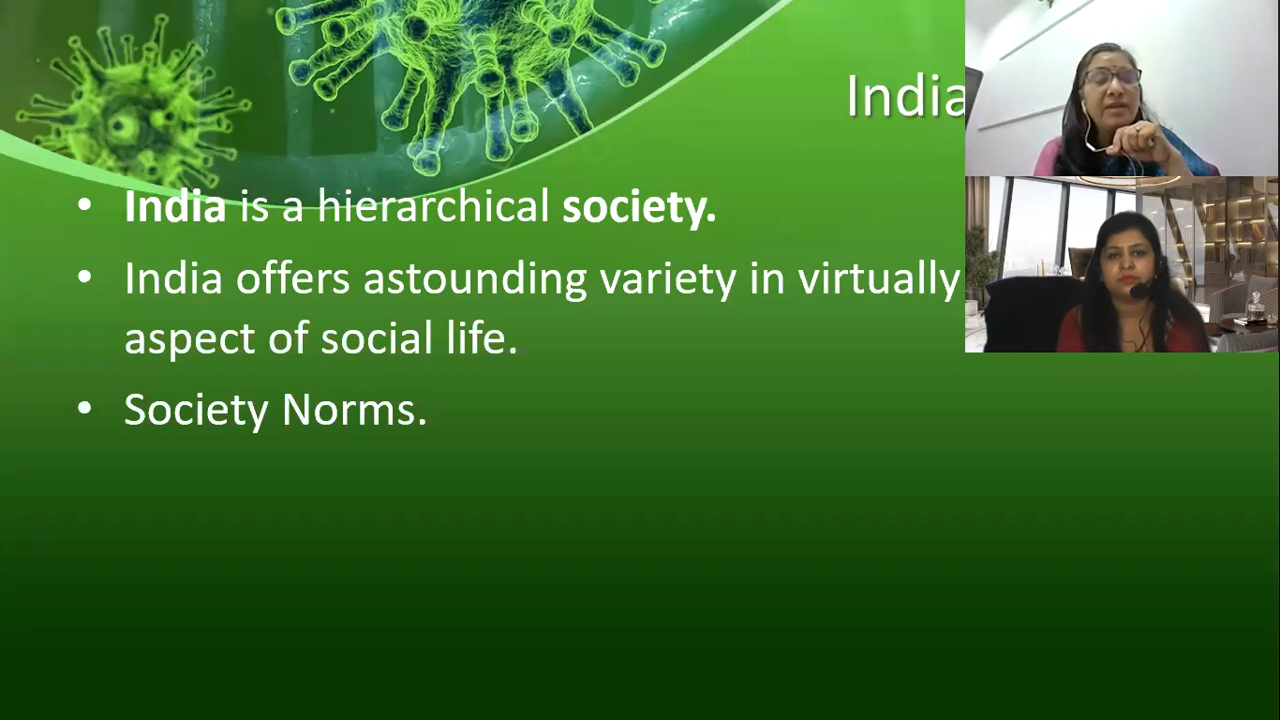 India
• India is a hierarchical society.
• India offers astounding variety in virtually
aspect of social life.
• Society Norms.